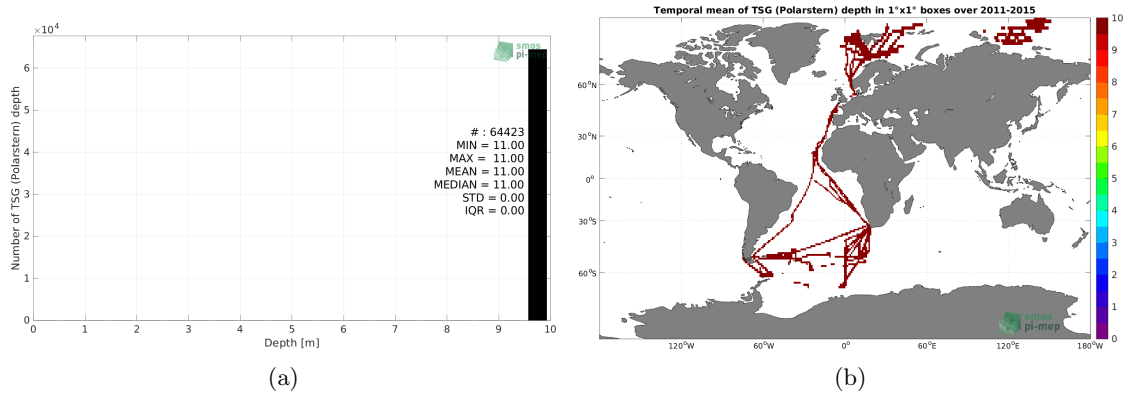 ×10⁴
6
5
4
3
2
1
0
Number of TSG (Polarstern) depth
smos
pi-mep
# : 64423
MIN = 11.00
MAX = 11.00
MEAN = 11.00
MEDIAN = 11.00
STD = 0.00
IQR = 0.00
0 1 2 3 4 5 6 7 8 9 10
Depth [m]
(a)
Temporal mean of TSG (Polarstern) depth in 1°x1° boxes over 2011-2015
60°N
30°N
0°
30°S
60°S
120°W 60°W 0° 60°E 120°E 180°W
smos
pi-mep
10
9
8
7
6
5
4
3
2
1
0
(b)